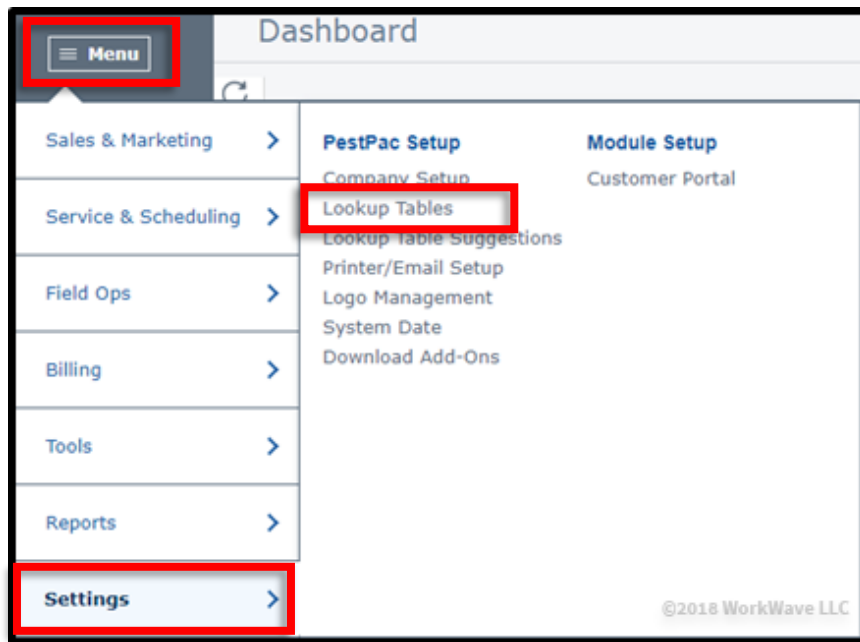 Dashboard
≡ Menu
Sales & Marketing
Service & Scheduling
Field Ops
Billing
Tools
Reports
Settings
PestPac Setup
Company Setup
Lookup Tables
Lookup Table Suggestions
Printer/Email Setup
Logo Management
System Date
Download Add-Ons
Module Setup
Customer Portal
©2018 WorkWave LLC